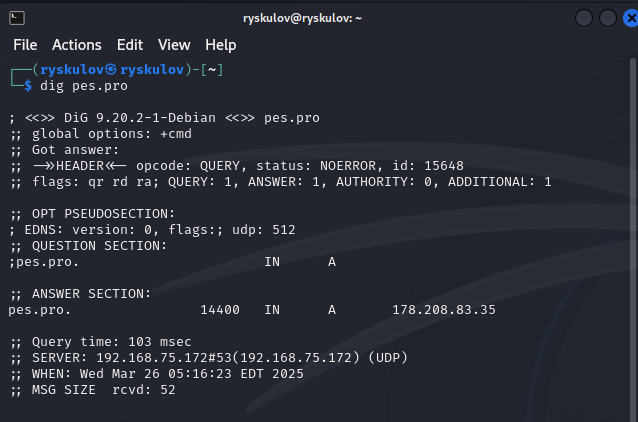 ryskulov@ryskulov: ~
File Actions Edit View Help
┌──(ryskulov㉿ryskulov)-[~]
└─$ dig pes.pro
; <<>> DiG 9.20.2-1-Debian <<>> pes.pro
;; global options: +cmd
;; Got answer:
;; ->>HEADER<<- opcode: QUERY, status: NOERROR, id: 15648
;; flags: qr rd ra; QUERY: 1, ANSWER: 1, AUTHORITY: 0, ADDITIONAL: 1
;; OPT PSEUDOSECTION:
; EDNS: version: 0, flags:; udp: 512
;; QUESTION SECTION:
;pes.pro. IN A
;; ANSWER SECTION:
pes.pro. 14400 IN A 178.208.83.35
;; Query time: 103 msec
;; SERVER: 192.168.75.172#53(192.168.75.172) (UDP)
;; WHEN: Wed Mar 26 05:16:23 EDT 2025
;; MSG SIZE rcvd: 52